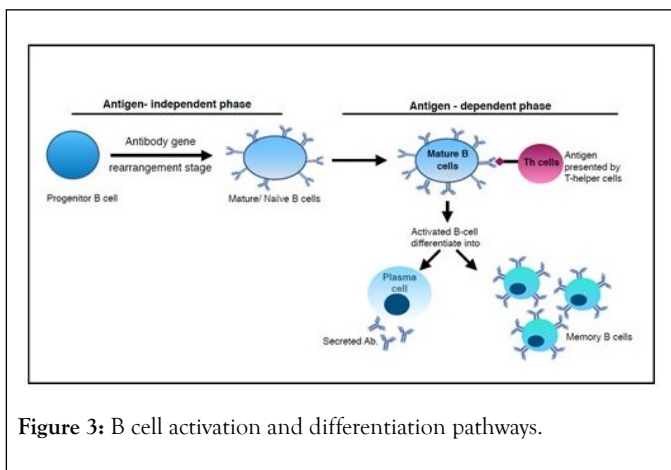 Antigen- independent phase
Antigen - dependent phase
Antibody gene
rearrangement stage
Progenitor B cell
Mature/ Naïve B cells
Mature B
cells
Th cells
Antigen
presented by
T-helper cells
Activated B-cell
differentiate into
Plasma
cell
Secreted Ab.
Memory B cells
Figure 3: B cell activation and differentiation pathways.